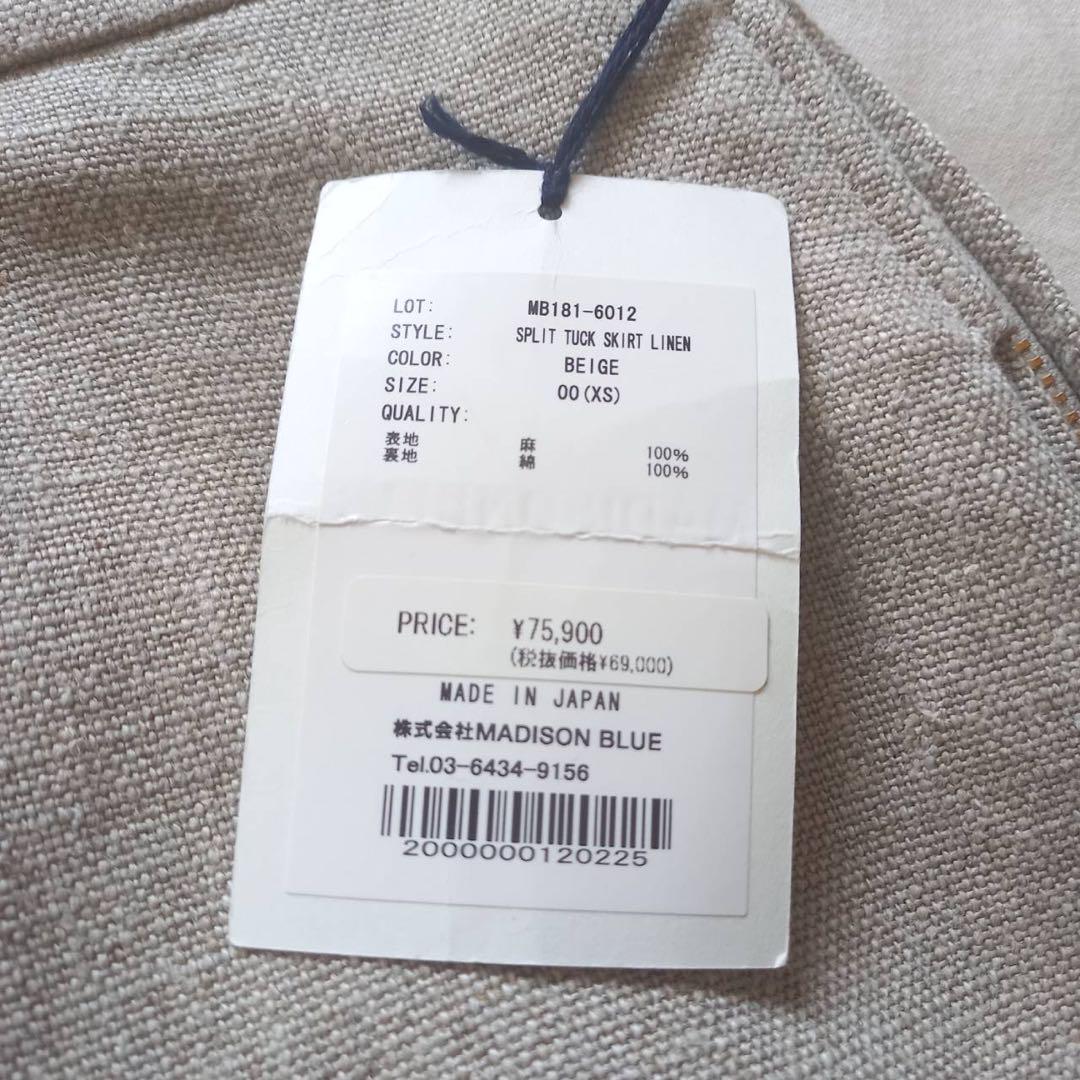 LOT: MB181-6012
STYLE: SPLIT TUCK SKIRT LINEN
COLOR: BEIGE
SIZE: 00(XS)
QUALITY:
表地 麻 100%
裏地 綿 100%
PRICE: ¥75,900
(税抜価格¥69,000)
MADE IN JAPAN
株式会社MADISON BLUE
Tel.03-6434-9156
2000000120225